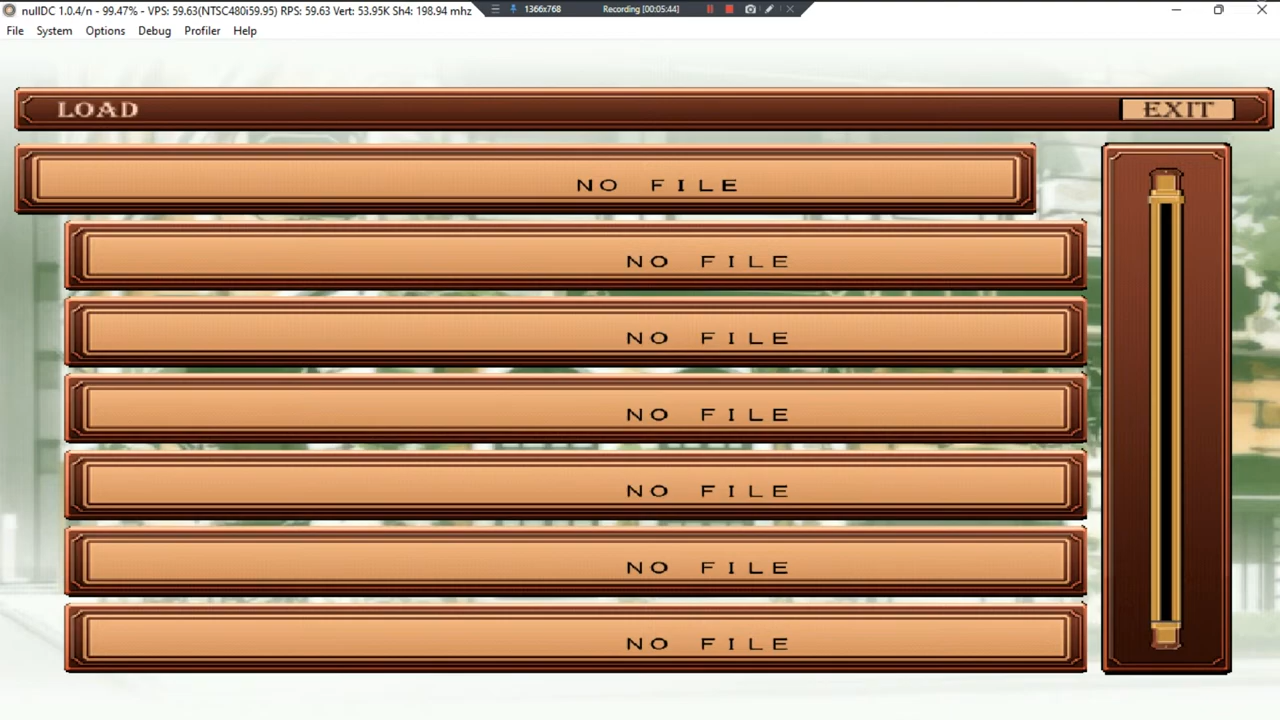 nullDC 1.0.4/n - 99.47% - VPS: 59.63(NTSC480i59.95) RPS: 59.63 Vert: 53.95K Sh4: 198.94 mhz
1366x768
Recording [00:05:44]
File System Options Debug Profiler Help
LOAD
EXIT
NO FILE
NO FILE
NO FILE
NO FILE
NO FILE
NO FILE
NO FILE